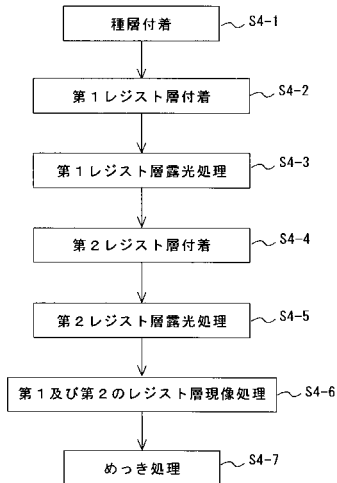 種層付着 S4-1
第1レジスト層付着 S4-2
第1レジスト層露光処理 S4-3
第2レジスト層付着 S4-4
第2レジスト層露光処理 S4-5
第1及び第2のレジスト層現像処理 S4-6
めっき処理 S4-7